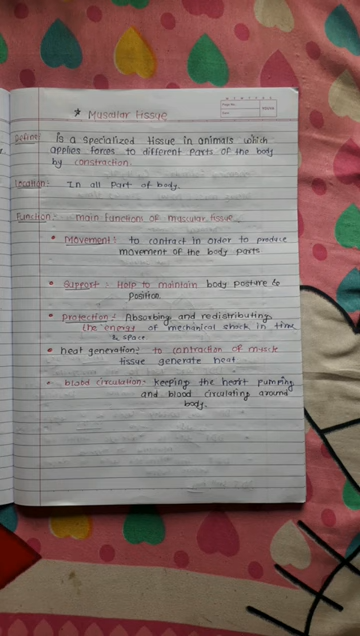 * Muscular tissue
Define: is a specialized tissue in animals which
applies forces to different parts of the body
by constraction.
Location:- In all part of body.
Function:- main function of mascular tissue
• Movement:- to contract in order to produce
movement of the body parts
• Support:- Help to maintain body posture &
position.
• Protection:- Absorbing and redistributing
the energy of mechanical shock in time
& space
• heat generation:- to contraction of muscle
tissue generate heat.
• blood circulation:- keeping the heart pumping
and blood circulating around
body.